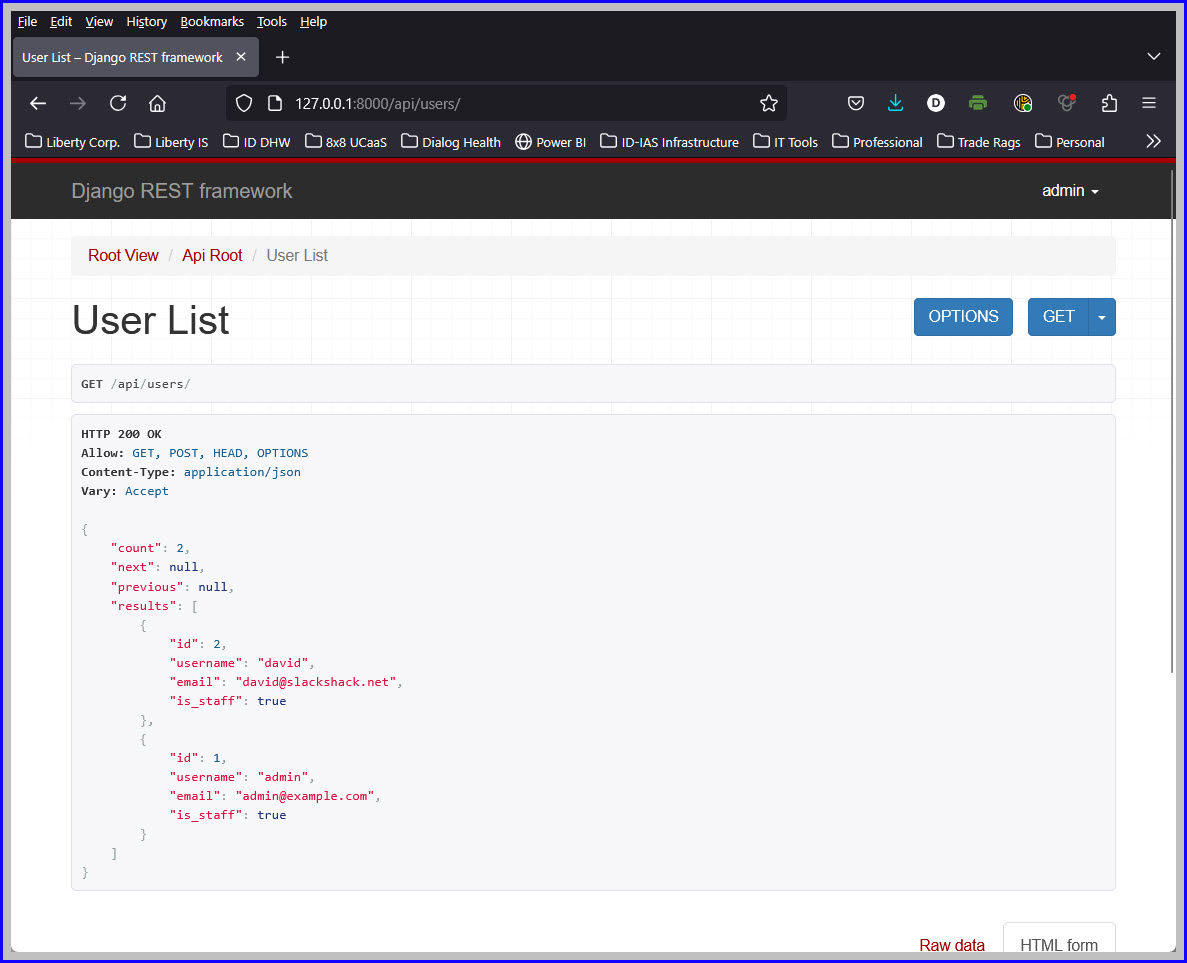 File Edit View History Bookmarks Tools Help
User List – Django REST framework
127.0.0.1:8000/api/users/
D
Liberty Corp. Liberty IS ID DHW 8x8 UCaaS Dialog Health Power BI ID-IAS Infrastructure IT Tools Professional Trade Rags Personal
Django REST framework admin
Root View / Api Root / User List
User List OPTIONS GET
GET /api/users/
HTTP 200 OK
Allow: GET, POST, HEAD, OPTIONS
Content-Type: application/json
Vary: Accept
{
    "count": 2,
    "next": null,
    "previous": null,
    "results": [
        {
            "id": 2,
            "username": "david",
            "email": "david@slackshack.net",
            "is_staff": true
        },
        {
            "id": 1,
            "username": "admin",
            "email": "admin@example.com",
            "is_staff": true
        }
    ]
}
Raw data HTML form